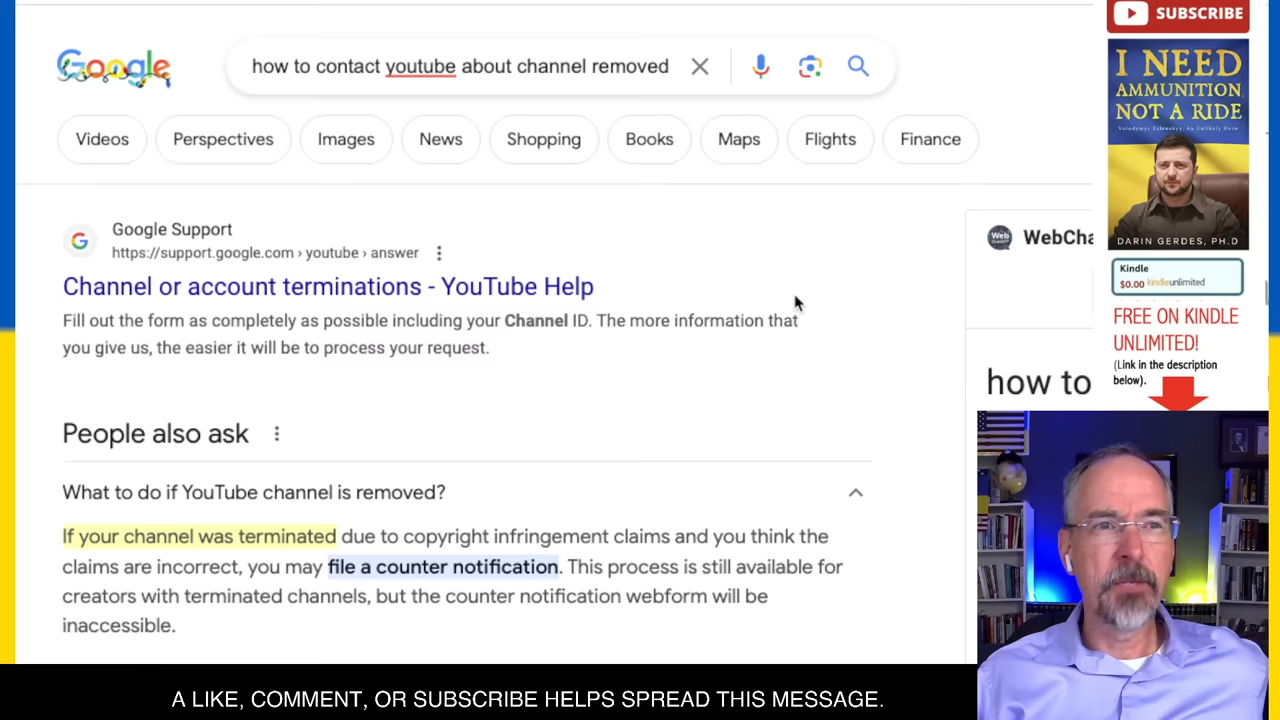 Google
how to contact youtube about channel removed
Videos
Perspectives
Images
News
Shopping
Books
Maps
Flights
Finance
Google Support
https://support.google.com › youtube › answer
Channel or account terminations - YouTube Help
Fill out the form as completely as possible including your Channel ID. The more information that
you give us, the easier it will be to process your request.
People also ask
What to do if YouTube channel is removed?
If your channel was terminated due to copyright infringement claims and you think the
claims are incorrect, you may file a counter notification. This process is still available for
creators with terminated channels, but the counter notification webform will be
inaccessible.
Web
WebCha
how to
SUBSCRIBE
I NEED
AMMUNITION
NOT A RIDE
Volodymyr Zelenskyy, An Unlikely Hero
DARIN GERDES, PH.D
Kindle
$0.00 kindleunlimited
FREE ON KINDLE
UNLIMITED!
(Link in the description
below).
A LIKE, COMMENT, OR SUBSCRIBE HELPS SPREAD THIS MESSAGE.